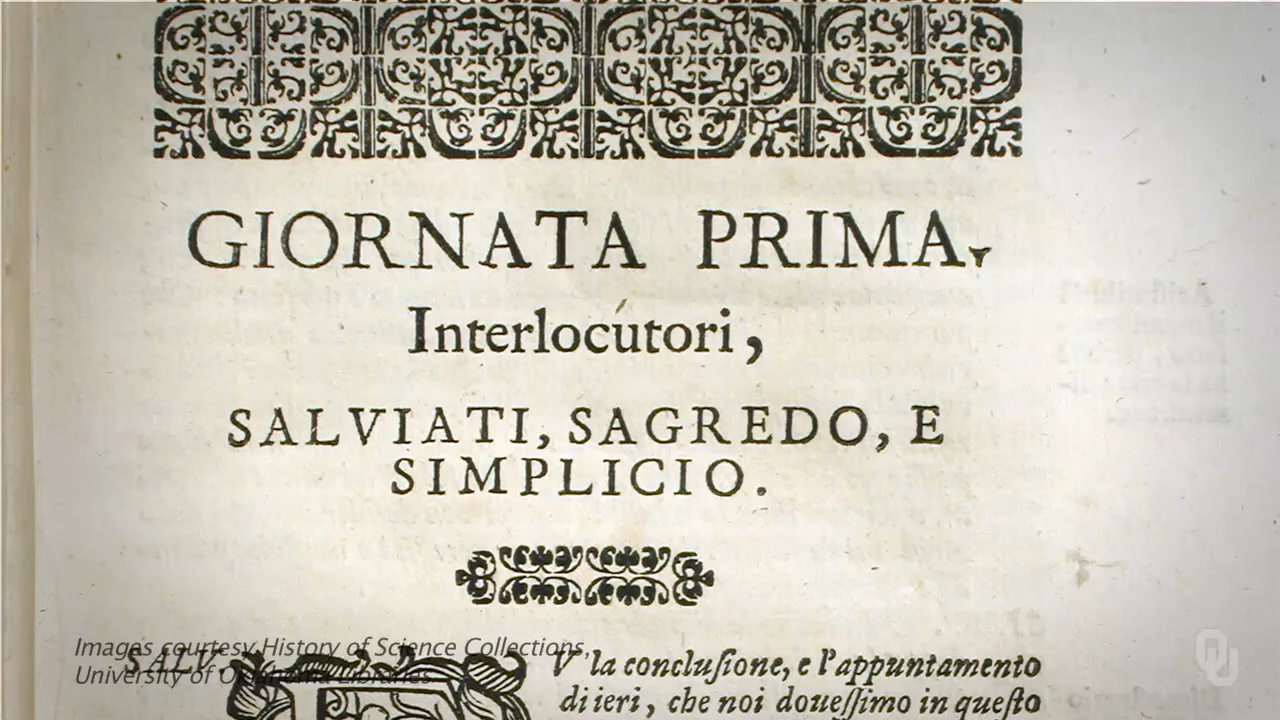 GIORNATA PRIMA,
Interlocutori,
SALVIATI, SAGREDO, E
SIMPLICIO.
Images courtesy History of Science Collections,
University of Oklahoma Libraries
SALV.
V' la concluſione, e l'appuntamento
di ieri, che noi doueſſimo in queſto
OU